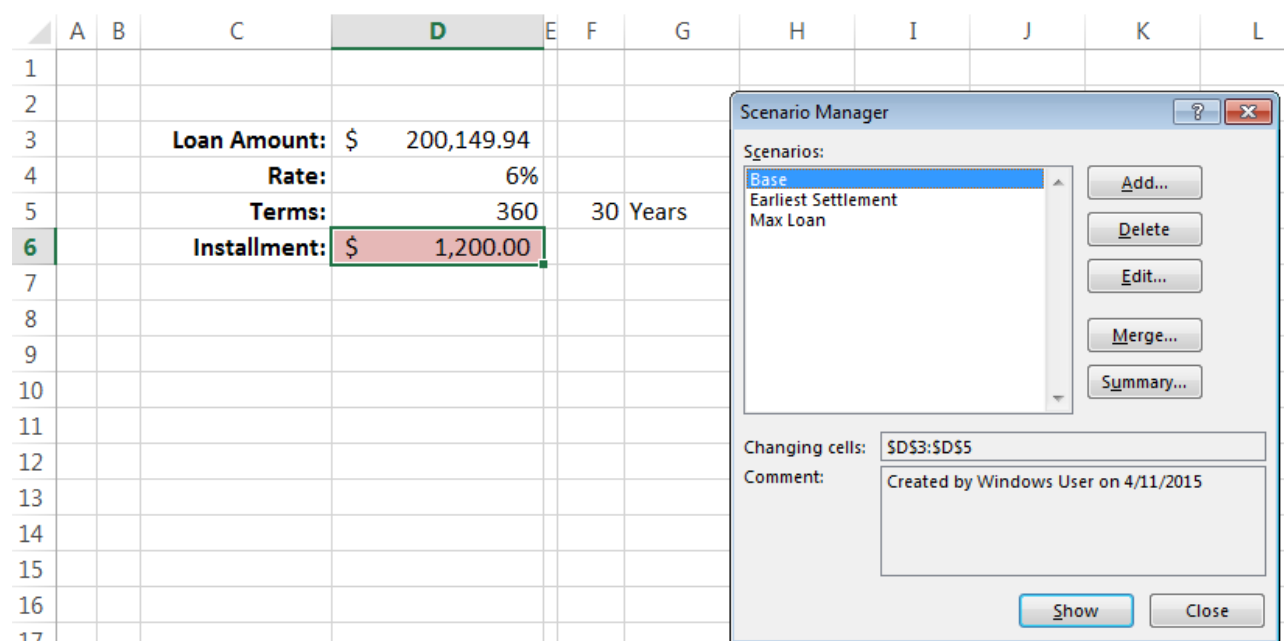 A B C D E F G H I J K L
1
2
3 Loan Amount: $ 200,149.94
4 Rate: 6%
5 Terms: 360 30 Years
6 Installment: $ 1,200.00
7
8
9
10
11
12
13
14
15
16
17
Scenario Manager
Scenarios:
Base
Earliest Settlement
Max Loan
Add...
Delete
Edit...
Merge...
Summary...
Changing cells: $D$3:$D$5
Comment: Created by Windows User on 4/11/2015
Show Close